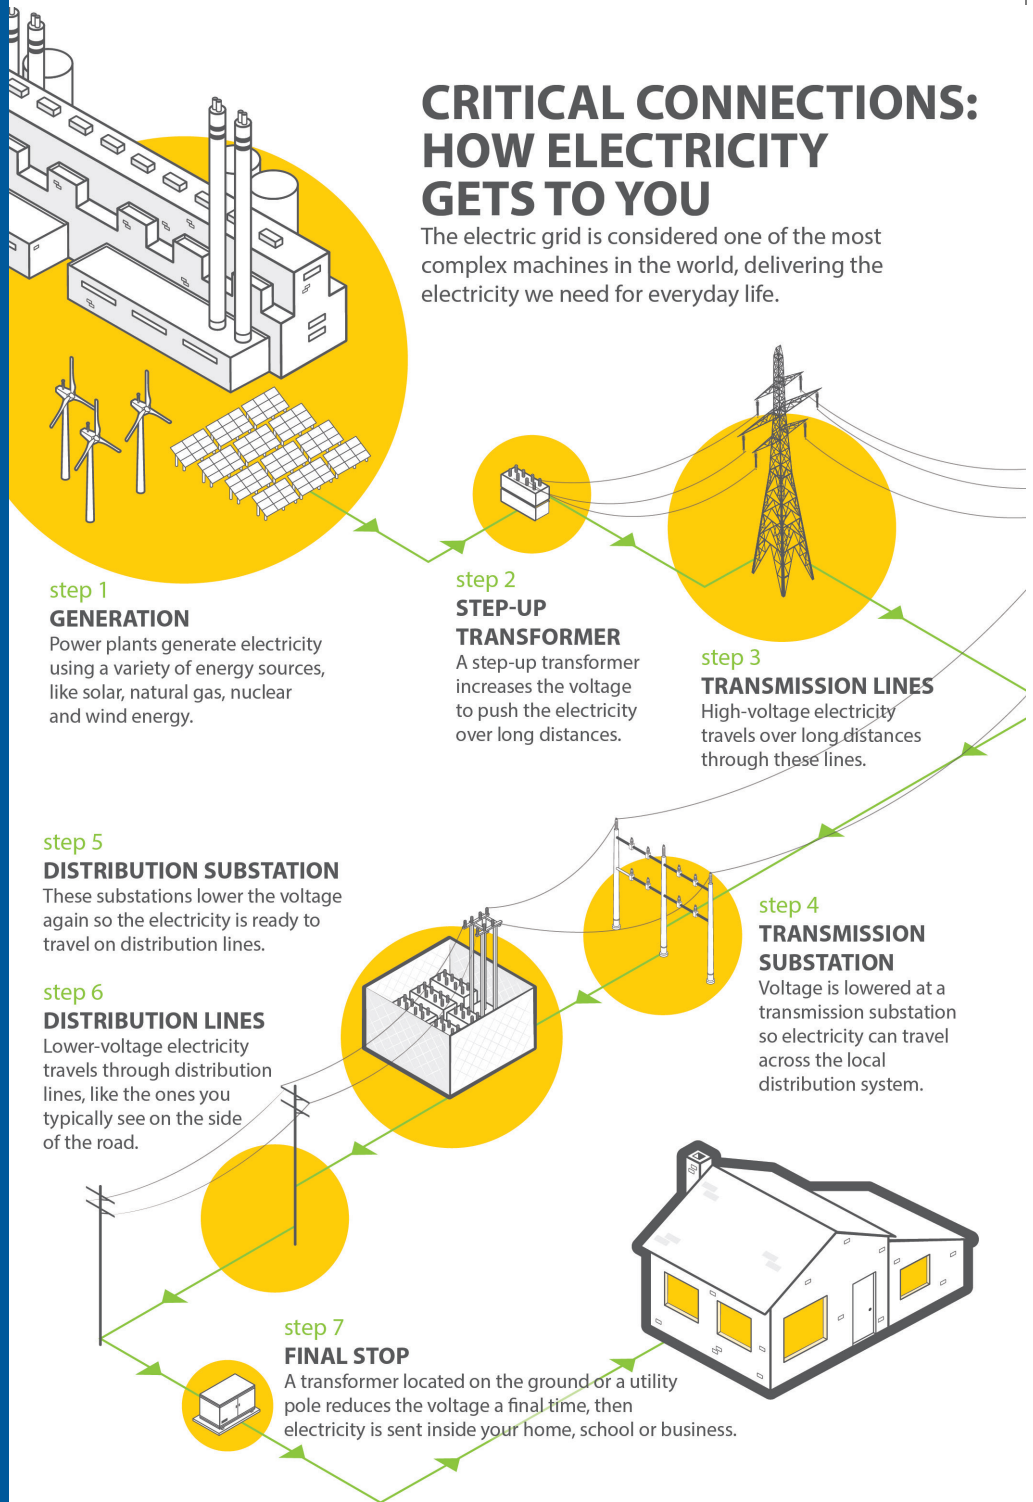 CRITICAL CONNECTIONS:
HOW ELECTRICITY
GETS TO YOU
The electric grid is considered one of the most
complex machines in the world, delivering the
electricity we need for everyday life.
step 1
GENERATION
Power plants generate electricity
using a variety of energy sources,
like solar, natural gas, nuclear
and wind energy.
step 2
STEP-UP
TRANSFORMER
A step-up transformer
increases the voltage
to push the electricity
over long distances.
step 3
TRANSMISSION LINES
High-voltage electricity
travels over long distances
through these lines.
step 4
TRANSMISSION
SUBSTATION
Voltage is lowered at a
transmission substation
so electricity can travel
across the local
distribution system.
step 5
DISTRIBUTION SUBSTATION
These substations lower the voltage
again so the electricity is ready to
travel on distribution lines.
step 6
DISTRIBUTION LINES
Lower-voltage electricity
travels through distribution
lines, like the ones you
typically see on the side
of the road.
step 7
FINAL STOP
A transformer located on the ground or a utility
pole reduces the voltage a final time, then
electricity is sent inside your home, school or business.